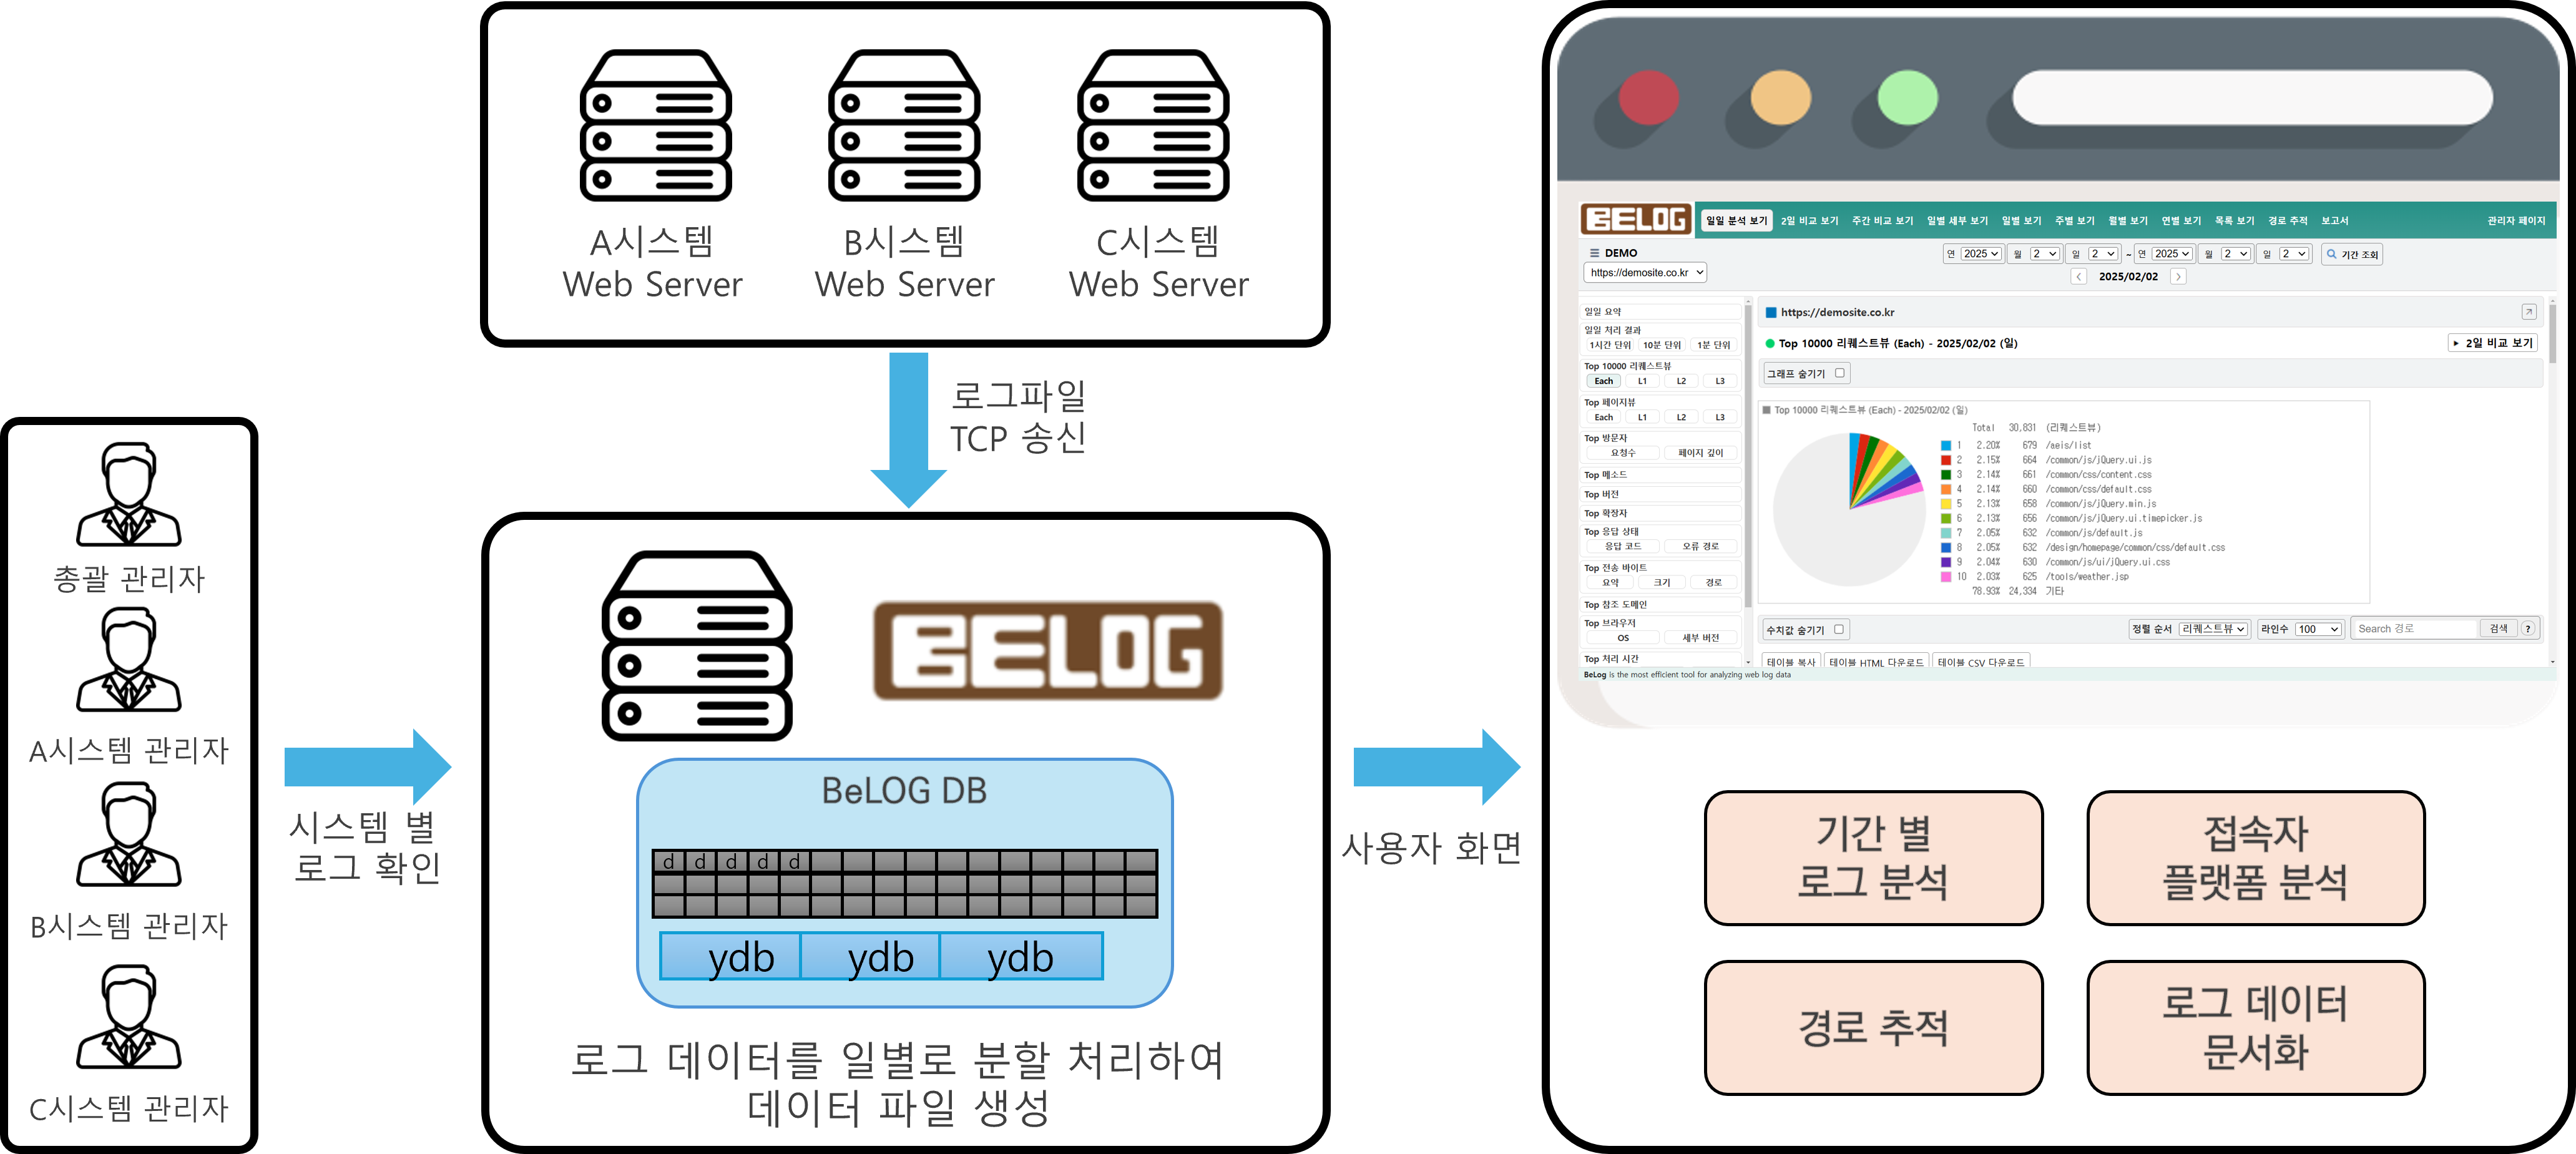 A시스템
Web Server
B시스템
Web Server
C시스템
Web Server
로그파일
TCP 송신
총괄 관리자
A시스템 관리자
B시스템 관리자
C시스템 관리자
시스템 별
로그 확인
BELOG
BeLOG DB
d d d d d
ydb ydb ydb
로그 데이터를 일별로 분할 처리하여
데이터 파일 생성
사용자 화면
BELOG 일일 분석 보기 2일 비교 보기 주간 비교 보기 일별 세부 보기 일별 보기 주별 보기 월별 보기 연별 보기 목록 보기 경로 추적 보고서 관리자 페이지
DEMO
https://demosite.co.kr
연 2025 월 2 일 2 ~ 연 2025 월 2 일 2 기간 조회
< 2025/02/02 >
일일 요약
일일 처리 결과
1시간 단위 10분 단위 1분 단위
Top 10000 리퀘스트뷰
Each L1 L2 L3
Top 페이지뷰
Each L1 L2 L3
Top 방문자
요청수 페이지 깊이
Top 메소드
Top 버전
Top 확장자
Top 응답 상태
응답 코드 오류 경로
Top 전송 바이트
요약 크기 경로
Top 참조 도메인
Top 브라우저
OS 세부 버전
Top 처리 시간
https://demosite.co.kr
Top 10000 리퀘스트뷰 (Each) - 2025/02/02 (일)
2일 비교 보기
그래프 숨기기
Top 10000 리퀘스트뷰 (Each) - 2025/02/02 (일)
Total 30,831 (리퀘스트뷰)
1 2.20% 679 /aeis/list
2 2.15% 664 /common/js/jQuery.ui.js
3 2.14% 661 /common/css/content.css
4 2.14% 660 /common/css/default.css
5 2.13% 658 /common/js/jQuery.min.js
6 2.13% 656 /common/js/jQuery.ui.timepicker.js
7 2.05% 632 /common/js/default.js
8 2.05% 632 /design/homepage/common/css/default.css
9 2.04% 630 /common/js/ui/jQuery.ui.css
10 2.03% 625 /tools/weather.jsp
78.93% 24,334 기타
수치값 숨기기
정렬 순서 리퀘스트뷰 라인수 100 Search 경로 검색 ?
테이블 복사 테이블 HTML 다운로드 테이블 CSV 다운로드
BeLog is the most efficient tool for analyzing web log data
기간 별
로그 분석
접속자
플랫폼 분석
경로 추적
로그 데이터
문서화